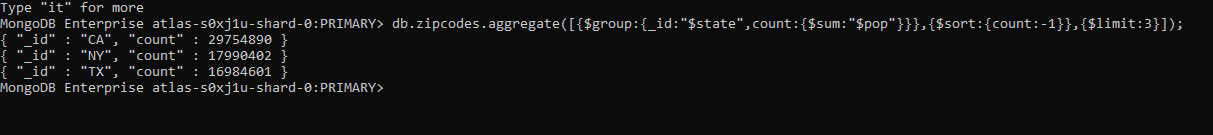 Type "it" for more
MongoDB Enterprise atlas-s0xj1u-shard-0:PRIMARY> db.zipcodes.aggregate([{$group:{_id:"$state",count:{$sum:"$pop"}}},{$sort:{count:-1}},{$limit:3}]);
{ "_id" : "CA", "count" : 29754890 }
{ "_id" : "NY", "count" : 17990402 }
{ "_id" : "TX", "count" : 16984601 }
MongoDB Enterprise atlas-s0xj1u-shard-0:PRIMARY>